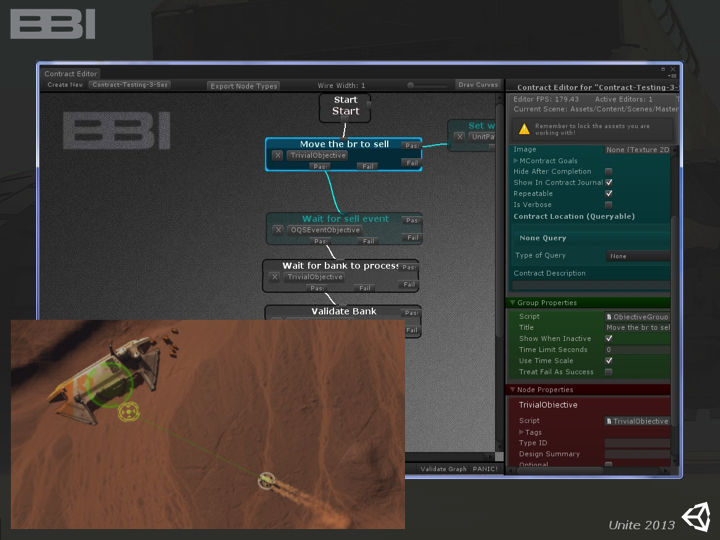 BBI
Contract Editor
Create New
Contract-Testing-3-Ses
Export Node Types
Wire Width: 1
Draw Curves
BBI
Start
Start
Move the br to sell
X
TrivialObjective
Pas
Fail
Pas
Fail
Set w
X
UnitPa
Wait for sell event
X
OQSEventObjective
Pas
Fail
Pas
Fail
Wait for bank to process
X
TrivialObjective
Pas
Fail
Pas
Fail
Validate Bank
Pas
Fail
Validate Graph
PANIC!
Contract Editor for "Contract-Testing-3-
Editor FPS: 179.43 Active Editors: 1
Current Scene: Assets/Content/Scenes/Master
Remember to lock the assets you are
working with!
Image None (Texture 2D
MContract Goals
Hide After Completion
Show In Contract Journal
Repeatable
Is Verbose
Contract Location (Queryable)
None Query
Type of Query None
Contract Description
Group Properties
Script ObjectiveGroup
Title Move the br to sel
Show When Inactive
Time Limit Seconds 0
Use Time Scale
Treat Fail As Success
Node Properties
TrivialObjective
Script TrivialObjective
Tags
Type ID
Design Summary
Optional
Unite 2013